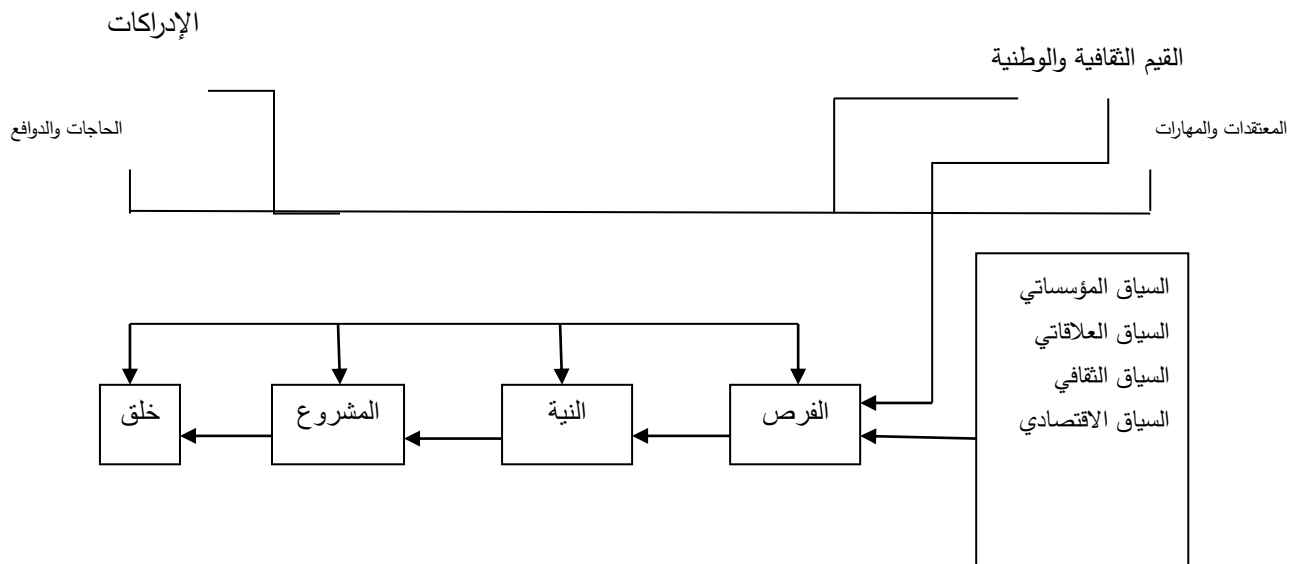 الإدراكات
القيم الثقافية والوطنية
المعتقدات والمهارات
الحاجات والدوافع
السياق المؤسساتي
السياق العلاقاتي
السياق الثقافي
السياق الاقتصادي
الفرص
النية
المشروع
خلق